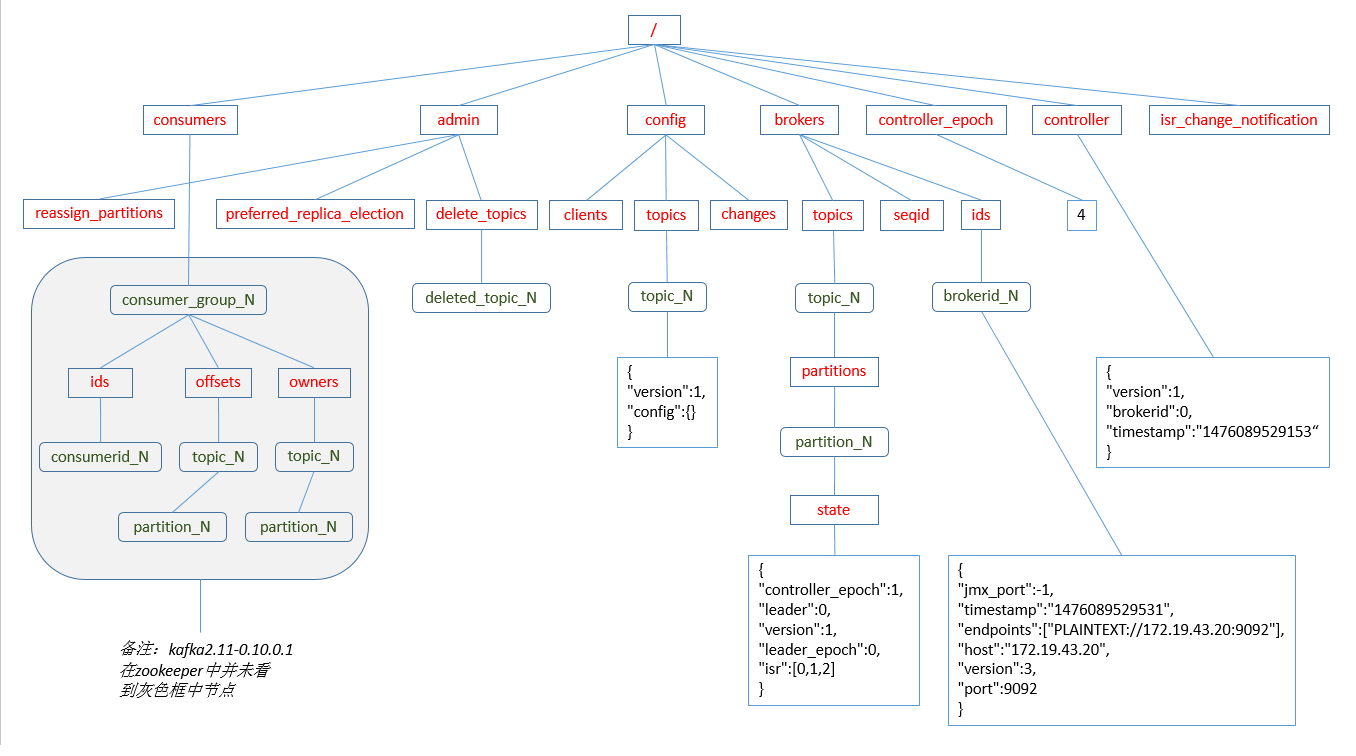 /
consumers
admin
config
brokers
controller_epoch
controller
isr_change_notification
reassign_partitions
preferred_replica_election
delete_topics
clients
topics
changes
topics
seqid
ids
4
consumer_group_N
deleted_topic_N
topic_N
topic_N
brokerid_N
ids
offsets
owners
consumerid_N
topic_N
topic_N
partition_N
partition_N
{
"version":1,
"config":{}
}
partitions
partition_N
state
{
"version":1,
"brokerid":0,
"timestamp":"1476089529153“
}
{
"controller_epoch":1,
"leader":0,
"version":1,
"leader_epoch":0,
"isr":[0,1,2]
}
{
"jmx_port":-1,
"timestamp":"1476089529531",
"endpoints":["PLAINTEXT://172.19.43.20:9092"],
"host":"172.19.43.20",
"version":3,
"port":9092
}
备注：kafka2.11-0.10.0.1
在zookeeper中并未看
到灰色框中节点